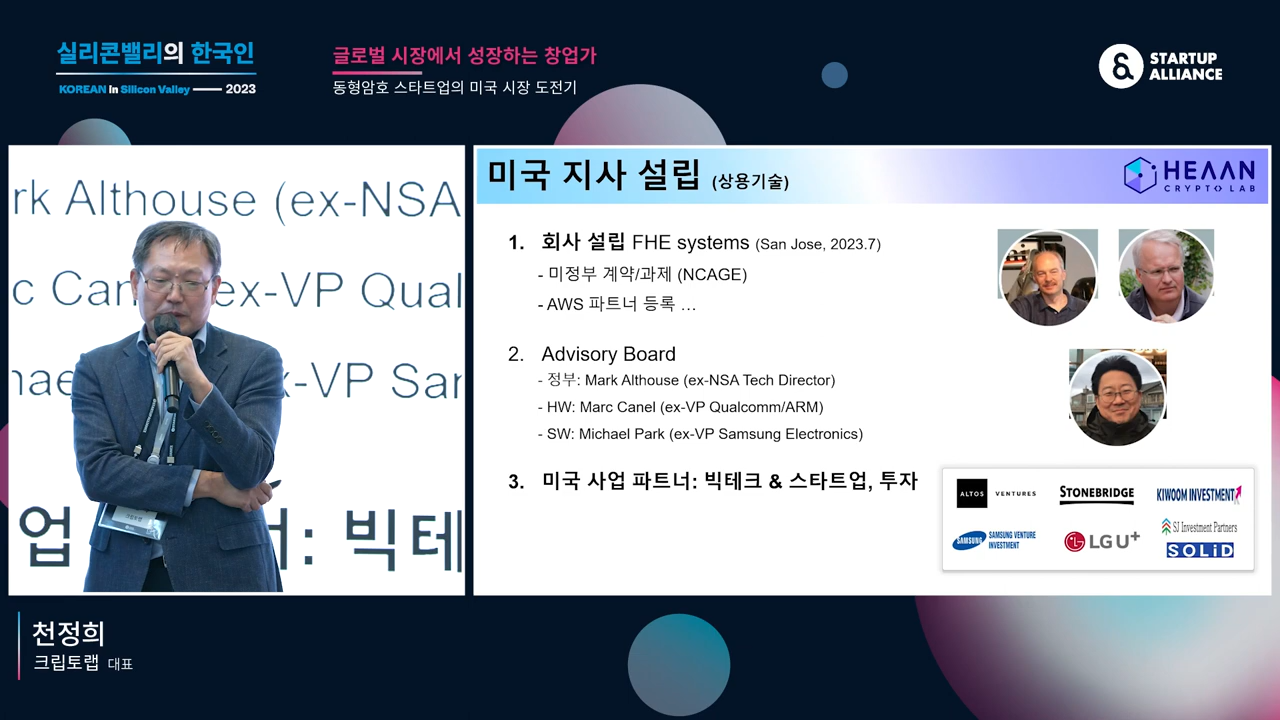 실리콘밸리의 한국인
KOREAN in Silicon Valley 2023
글로벌 시장에서 성장하는 창업가
동형암호 스타트업의 미국 시장 도전기
STARTUP
ALLIANCE
rk Althouse (ex-NSA
c Can ex-VP Qual
hae x-VP Sar
업 너: 빅테
미국 지사 설립 (상용기술)
HEAAN
CRYPTO LAB
1. 회사 설립 FHE systems (San Jose, 2023.7)
- 미정부 계약/과제 (NCAGE)
- AWS 파트너 등록 ...
2. Advisory Board
- 정부: Mark Althouse (ex-NSA Tech Director)
- HW: Marc Canel (ex-VP Qualcomm/ARM)
- SW: Michael Park (ex-VP Samsung Electronics)
3. 미국 사업 파트너: 빅테크 & 스타트업, 투자
ALTOS VENTURES
STONEBRIDGE
KIWOOM INVESTMENT
SAMSUNG SAMSUNG VENTURE
INVESTMENT
LG U+
SJ Investment Partners
SOLiD
크립토랩
천정희
크립토랩 대표